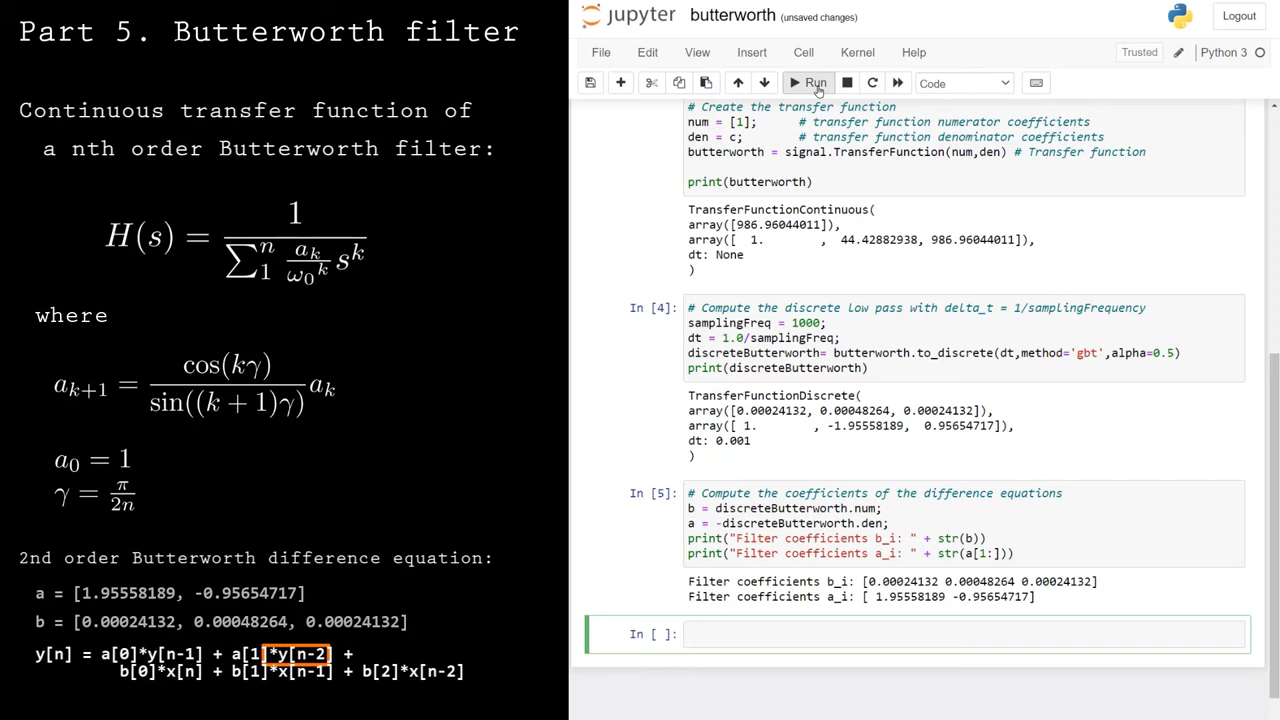 Part 5. Butterworth filter
Continuous transfer function of
a nth order Butterworth filter:
H(s) = 1 / ∑₁ⁿ aₖ/ω₀ᵏ sᵏ
where
aₖ₊₁ = cos(kγ) / sin((k + 1)γ) aₖ
a₀ = 1
γ = π/2n
2nd order Butterworth difference equation:
a = [1.95558189, -0.95654717]
b = [0.00024132, 0.00048264, 0.00024132]
y[n] = a[0]*y[n-1] + a[1]*y[n-2] +
b[0]*x[n] + b[1]*x[n-1] + b[2]*x[n-2]
jupyter butterworth (unsaved changes) Logout
File Edit View Insert Cell Kernel Help Trusted Python 3
Run Code
# Create the transfer function
num = [1]; # transfer function numerator coefficients
den = c; # transfer function denominator coefficients
butterworth = signal.TransferFunction(num,den) # Transfer function
print(butterworth)
TransferFunctionContinuous(
array([986.96044011]),
array([ 1. , 44.42882938, 986.96044011]),
dt: None
)
In [4]: # Compute the discrete low pass with delta_t = 1/samplingFrequency
samplingFreq = 1000;
dt = 1.0/samplingFreq;
discreteButterworth= butterworth.to_discrete(dt,method='gbt',alpha=0.5)
print(discreteButterworth)
TransferFunctionDiscrete(
array([0.00024132, 0.00048264, 0.00024132]),
array([ 1. , -1.95558189, 0.95654717]),
dt: 0.001
)
In [5]: # Compute the coefficients of the difference equations
b = discreteButterworth.num;
a = -discreteButterworth.den;
print("Filter coefficients b_i: " + str(b))
print("Filter coefficients a_i: " + str(a[1:]))
Filter coefficients b_i: [0.00024132 0.00048264 0.00024132]
Filter coefficients a_i: [ 1.95558189 -0.95654717]
In [ ]: